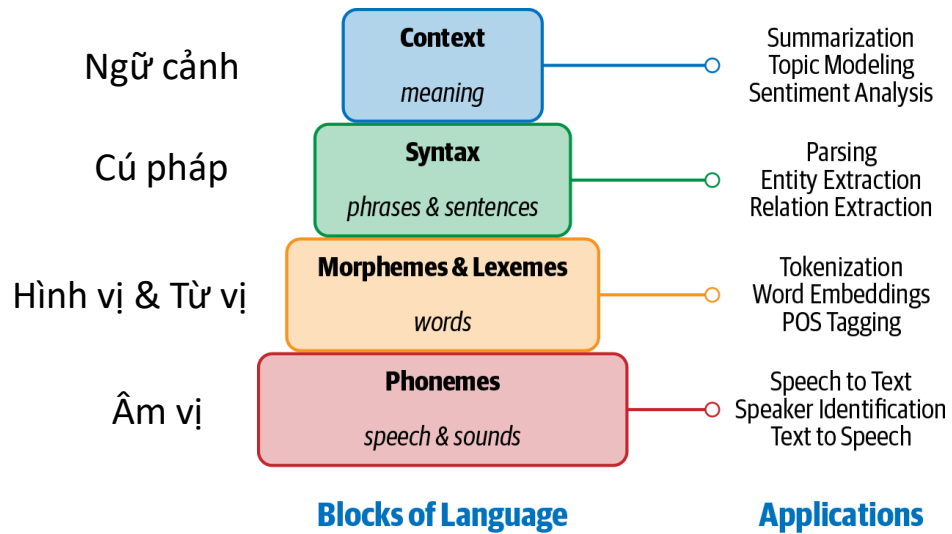 Ngữ cảnh
Context
meaning
Summarization
Topic Modeling
Sentiment Analysis
Cú pháp
Syntax
phrases & sentences
Parsing
Entity Extraction
Relation Extraction
Hình vị & Từ vị
Morphemes & Lexemes
words
Tokenization
Word Embeddings
POS Tagging
Âm vị
Phonemes
speech & sounds
Speech to Text
Speaker Identification
Text to Speech
Blocks of Language
Applications